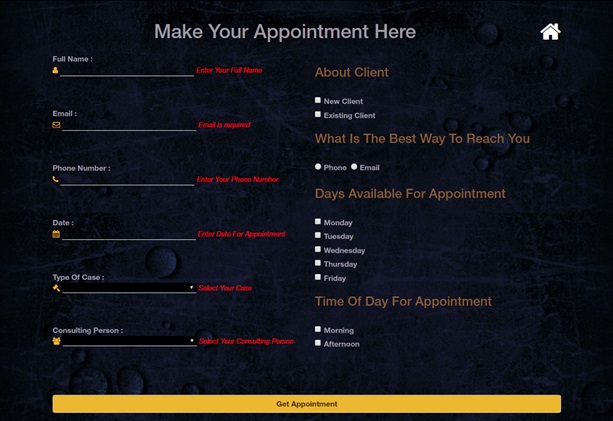 Make Your Appointment Here
Full Name :
Enter Your Full Name
Email :
Email is required
Phone Number :
Enter Your Phone Number
Date :
Enter Date For Appointment
Type Of Case :
Select Your Case
Consulting Person :
Select Your Consulting Person
About Client
New Client
Existing Client
What Is The Best Way To Reach You
Phone Email
Days Available For Appointment
Monday
Tuesday
Wednesday
Thursday
Friday
Time Of Day For Appointment
Morning
Afternoon
Get Appointment